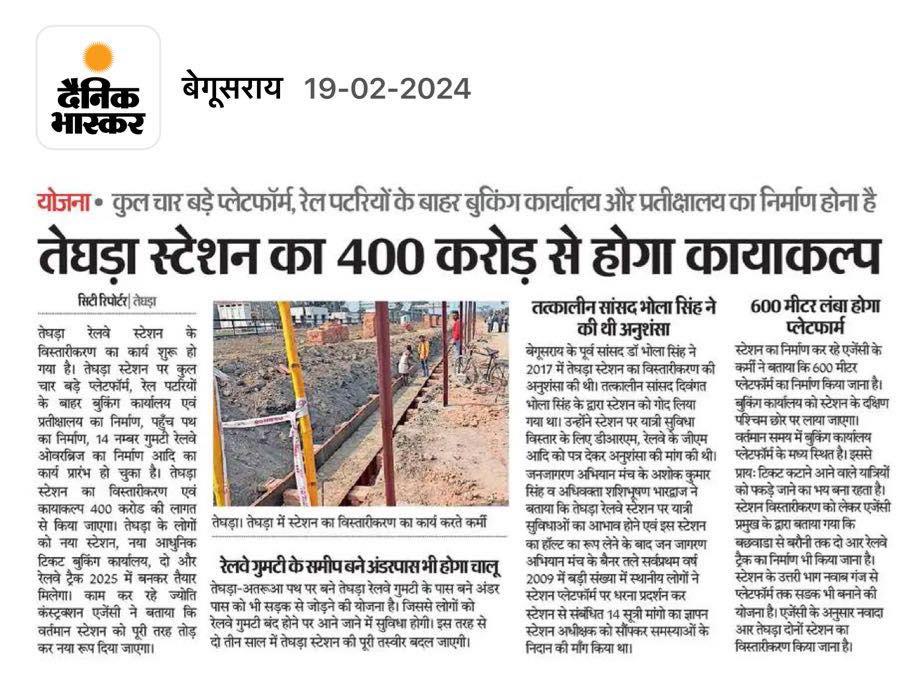 दैनिक
भास्कर
बेगूसराय 19-02-2024
योजना • कुल चार बड़े प्लेटफॉर्म, रेल पटरियों के बाहर बुकिंग कार्यालय और प्रतीक्षालय का निर्माण होना है
तेघड़ा स्टेशन का 400 करोड़ से होगा कायाकल्प
सिटी रिपोर्टर| तेघड़ा
तेघड़ा रेलवे स्टेशन के
विस्तारीकरण का कार्य शुरू हो
गया है। तेघड़ा स्टेशन पर कुल
चार बड़े प्लेटफॉर्म, रेल पटरियों
के बाहर बुकिंग कार्यालय एवं
प्रतीक्षालय का निर्माण, पहुँच पथ
का निर्माण, 14 नम्बर गुमटी रेलवे
ओवरब्रिज का निर्माण आदि का
कार्य प्रारंभ हो चुका है। तेघड़ा
स्टेशन का विस्तारीकरण एवं
कायाकल्प 400 करोड की लागत
से किया जाएगा। तेघड़ा के लोगों
को नया स्टेशन, नया आधुनिक
टिकट बुकिंग कार्यालय, दो और
रेलवे ट्रैक 2025 में बनकर तैयार
मिलेगा। काम कर रहे ज्योति
कंस्ट्रक्शन एजेंसी ने बताया कि
वर्तमान स्टेशन को पूरी तरह तोड़
कर नया रूप दिया जाएगा।
तेघड़ा। तेघड़ा में स्टेशन का विस्तारीकरण का कार्य करते कर्मी
रेलवे गुमटी के समीप बने अंडरपास भी होगा चालू
तेघड़ा-अतरूआ पथ पर बने तेघड़ा रेलवे गुमटी के पास बने अंडर
पास को भी सड़क से जोड़ने की योजना है। जिससे लोगों को
रेलवे गुमटी बंद होने पर आने जाने में सुविधा होगी। इस तरह से
दो तीन साल में तेघड़ा स्टेशन की पूरी तस्वीर बदल जाएगी।
तत्कालीन सांसद भोला सिंह ने
की थी अनुशंसा
बेगूसराय के पूर्व सांसद डॉ भोला सिंह ने
2017 में तेघड़ा स्टेशन का विस्तारीकरण की
अनुशंसा की थी। तत्कालीन सांसद दिवंगत
भोला सिंह के द्वारा स्टेशन को गोद लिया
गया था। उन्होंने स्टेशन पर यात्री सुविधा
विस्तार के लिए डीआरएम, रेलवे के जीएम
आदि को पत्र देकर अनुशंसा की मांग की थी।
जनजागरण अभियान मंच के अशोक कुमार
सिंह व अधिवक्ता शशिभूषण भारद्वाज ने
बताया कि तेघड़ा रेलवे स्टेशन पर यात्री
सुविधाओं का आभाव होने एवं इस स्टेशन
का हॉल्ट का रूप लेने के बाद जन जागरण
अभियान मंच के बैनर तले सर्वप्रथम वर्ष
2009 में बड़ी संख्या में स्थानीय लोगों ने
स्टेशन प्लेटफॉर्म पर धरना प्रदर्शन कर
स्टेशन से संबंधित 14 सूत्री मांगो का ज्ञापन
स्टेशन अधीक्षक को सौंपकर समस्याओं के
निदान की माँग किया था।
600 मीटर लंबा होगा
प्लेटफार्म
स्टेशन का निर्माण कर रहे एजेंसी के
कर्मी ने बताया कि 600 मीटर
प्लेटफॉर्म का निर्माण किया जाना है।
बुकिंग कार्यालय को स्टेशन के दक्षिण
पश्चिम छोर पर लाया जाएगा।
वर्तमान समय में बुकिंग कार्यालय
प्लेटफॉर्म के मध्य स्थित है। इससे
प्रायः टिकट कटाने आने वाले यात्रियों
को पकड़े जाने का भय बना रहता है।
स्टेशन विस्तारीकरण को लेकर एजेंसी
प्रमुख के द्वारा बताया गया कि
बछवाडा से बरौनी तक दो आर रेलवे
ट्रैक का निर्माण भी किया जाना है।
स्टेशन के उत्तरी भाग नवाब गंज से
प्लेटफॉर्म तक सडक भी बनाने की
योजना है। एजेंसी के अनुसार नवादा
आर तेघड़ा दोनों स्टेशन का
विस्तारीकरण किया जाना है।